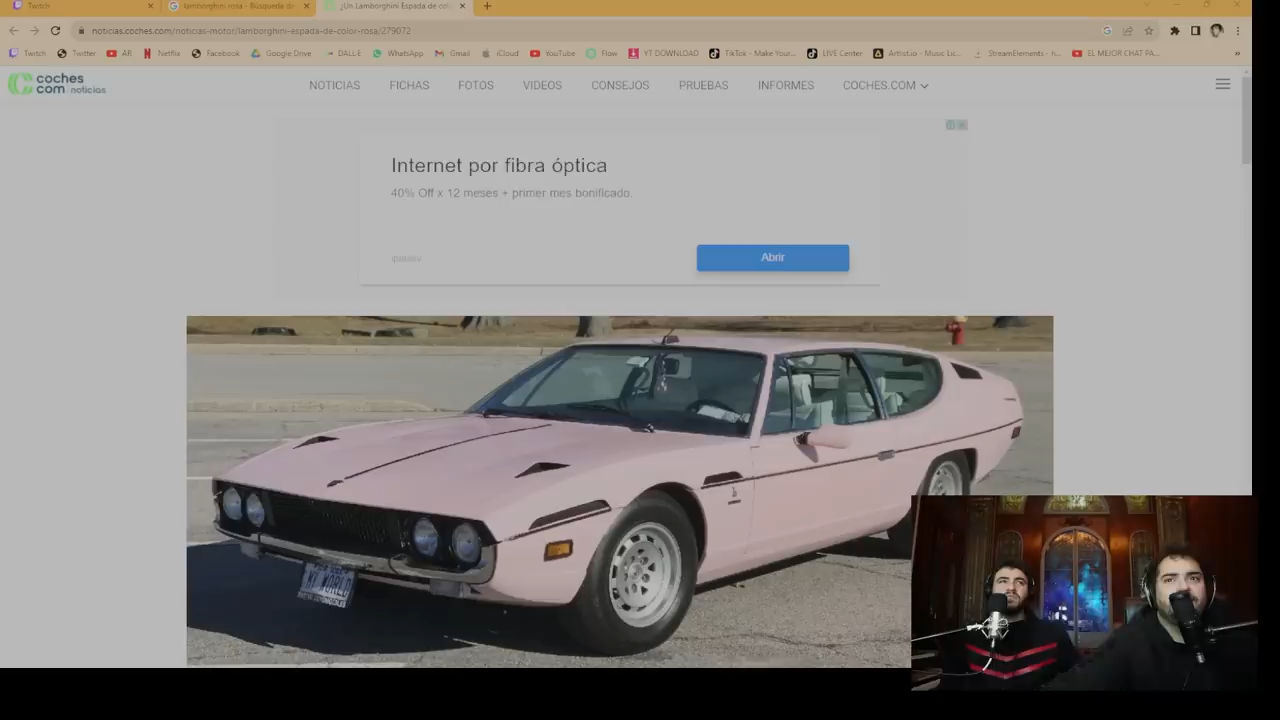 Twitch
lamborghini rosa - Búsqueda de
¿Un Lamborghini Espada de col
noticias.coches.com/noticias-motor/lamborghini-espada-de-color-rosa/279072
Twitch
Twitter
AR
Netflix
Facebook
Google Drive
DALL·E
WhatsApp
Gmail
iCloud
YouTube
Flow
YT DOWNLOAD
TikTok - Make Your...
LIVE Center
Artist.io - Music Lic...
StreamElements - h...
EL MEJOR CHAT PA...
»
coches
com noticias
NOTICIAS
FICHAS
FOTOS
VIDEOS
CONSEJOS
PRUEBAS
INFORMES
COCHES.COM
Internet por fibra óptica
40% Off x 12 meses + primer mes bonificado.
Abrir